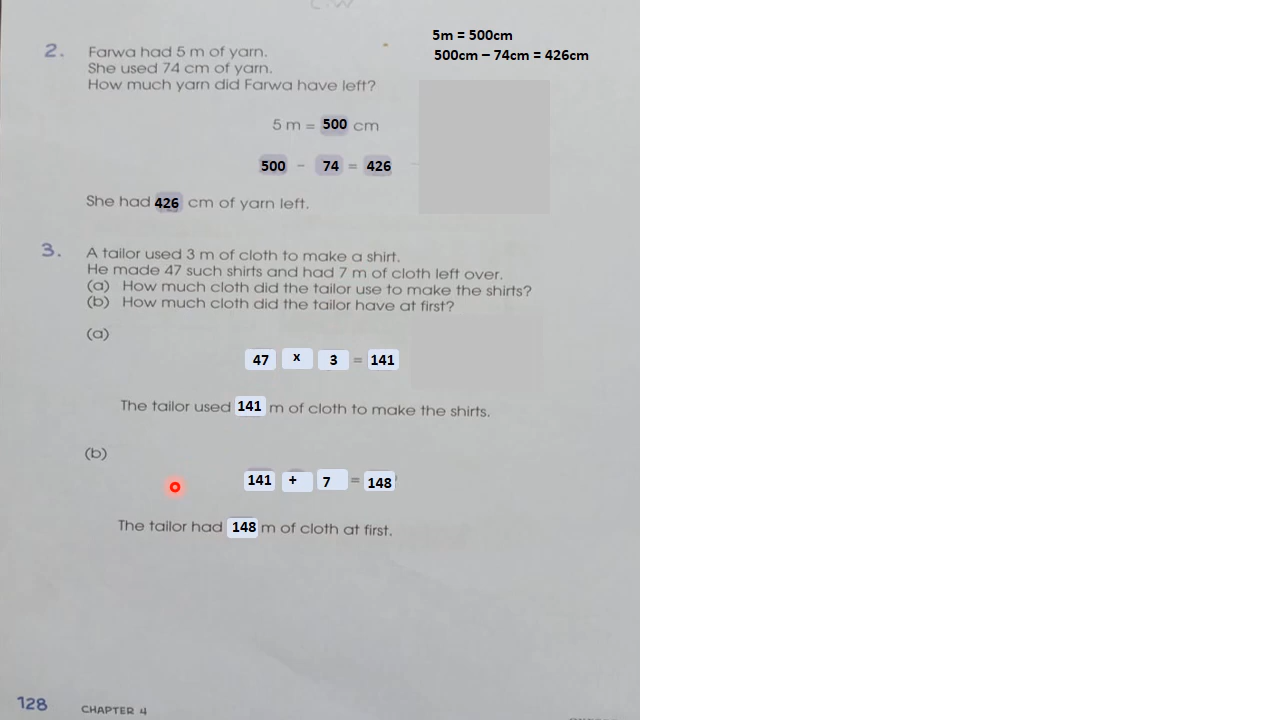 5m = 500cm
500cm – 74cm = 426cm
2. Farwa had 5 m of yarn.
She used 74 cm of yarn.
How much yarn did Farwa have left?
5 m = 500 cm
500 - 74 = 426
She had 426 cm of yarn left.
3. A tailor used 3 m of cloth to make a shirt.
He made 47 such shirts and had 7 m of cloth left over.
(a) How much cloth did the tailor use to make the shirts?
(b) How much cloth did the tailor have at first?
(a)
47 x 3 = 141
The tailor used 141 m of cloth to make the shirts.
(b)
141 + 7 = 148
The tailor had 148 m of cloth at first.
128 CHAPTER 4